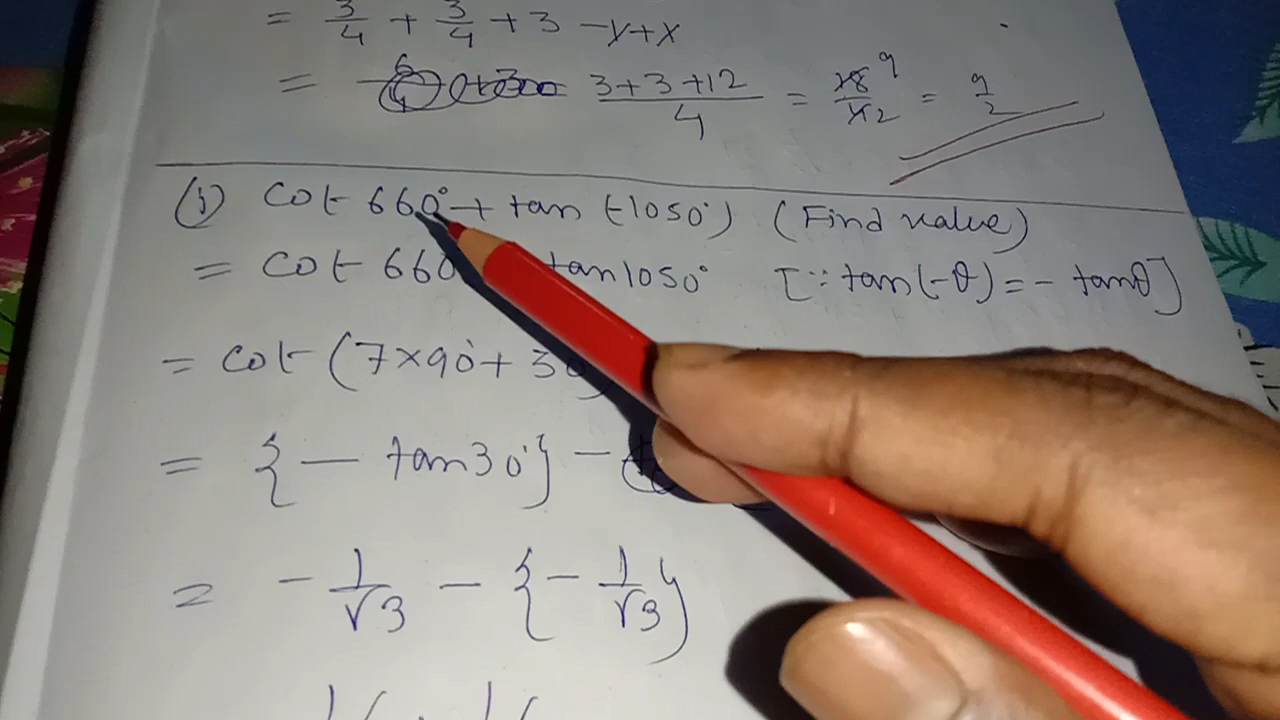 = 3/4 + 3/4 + 3 - y + x
= 3+3+12/4 = 18/4 = 9/2
(i) cot 660° + tan (-1050°) (Find value)
= cot 660 tan 1050° [∵ tan(-θ) = - tanθ]
= cot (7×90° + 30
= {- tan 30°} -
= - 1/√3 - {- 1/√3}